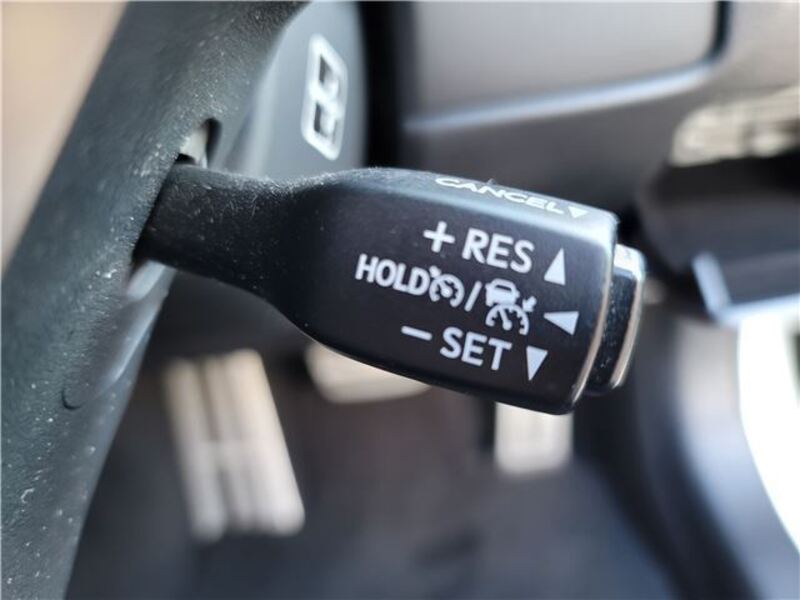 CANCEL▼
+ RES ▲
HOLD / ◀
− SET ▼